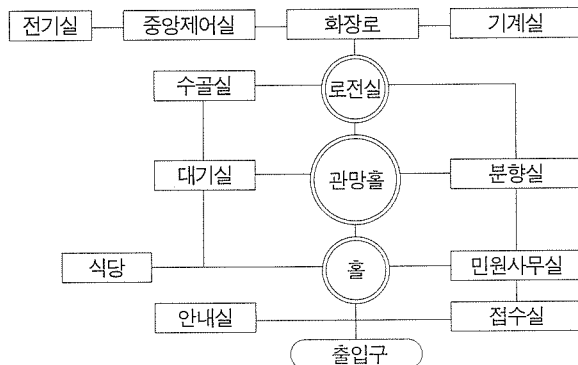 전기실
중앙제어실
화장로
기계실
수골실
로전실
대기실
관망홀
분향실
식당
홀
민원사무실
안내실
접수실
출입구